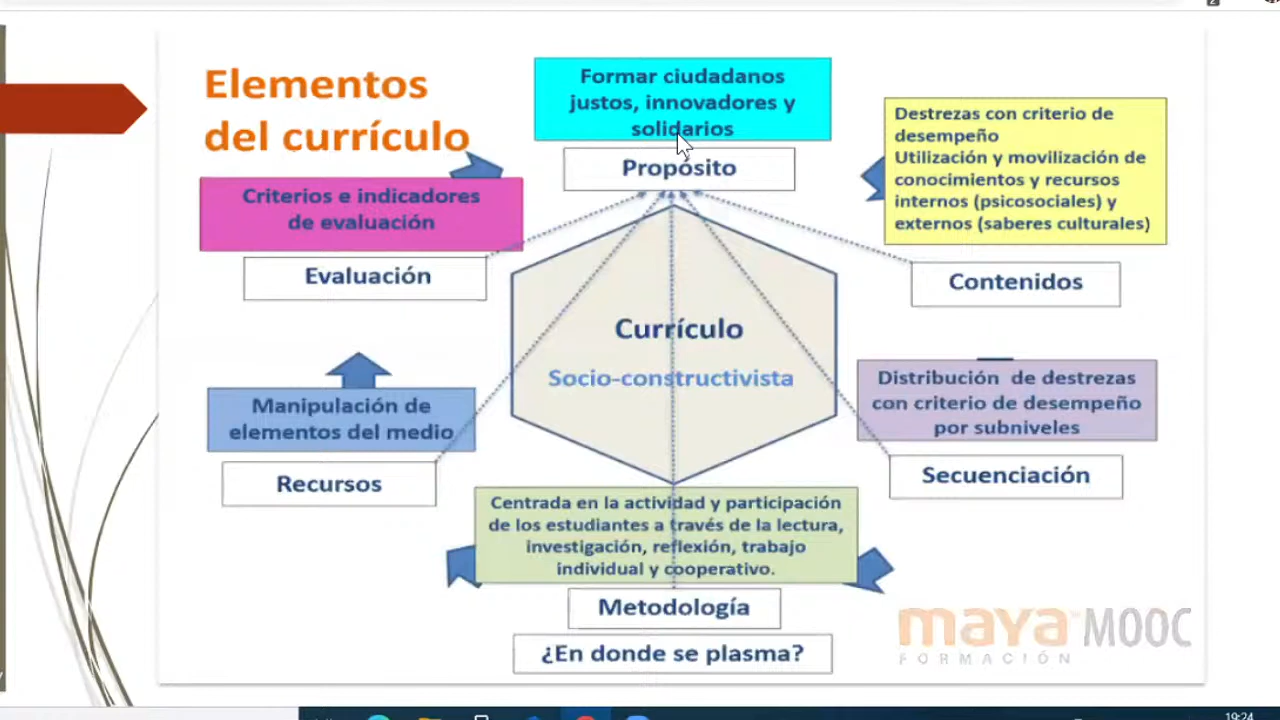 Elementos
del currículo
Formar ciudadanos
justos, innovadores y
solidarios
Propósito
Destrezas con criterio de
desempeño
Utilización y movilización de
conocimientos y recursos
internos (psicosociales) y
externos (saberes culturales)
Contenidos
Criterios e indicadores
de evaluación
Evaluación
Currículo
Socio-constructivista
Manipulación de
elementos del medio
Recursos
Distribución de destrezas
con criterio de desempeño
por subniveles
Secuenciación
Centrada en la actividad y participación
de los estudiantes a través de la lectura,
investigación, reflexión, trabajo
individual y cooperativo.
Metodología
¿En donde se plasma?
maya MOOC
FORMACIÓN
19:24